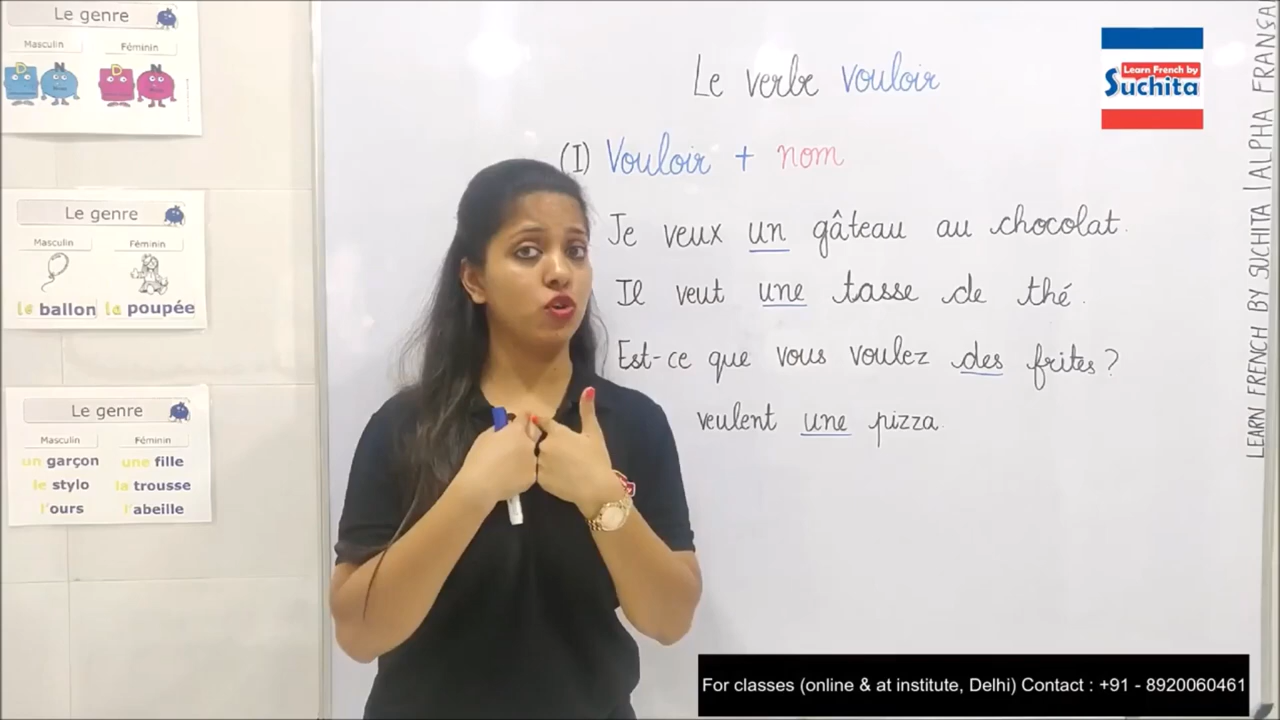 Le genre
Masculin Féminin
D N D N
Le genre
Masculin Féminin
le ballon la poupée
Le genre
Masculin Féminin
un garçon une fille
le stylo la trousse
l'ours l'abeille
Le verbe vouloir
(I) Vouloir + nom
Je veux un gâteau au chocolat.
Il veut une tasse de thé.
Est-ce que vous voulez des frites?
veulent une pizza
Learn French by
Suchita
LEARN FRENCH BY SUCHITA | ALPHA FRANÇA
For classes (online & at institute, Delhi) Contact : +91 - 8920060461